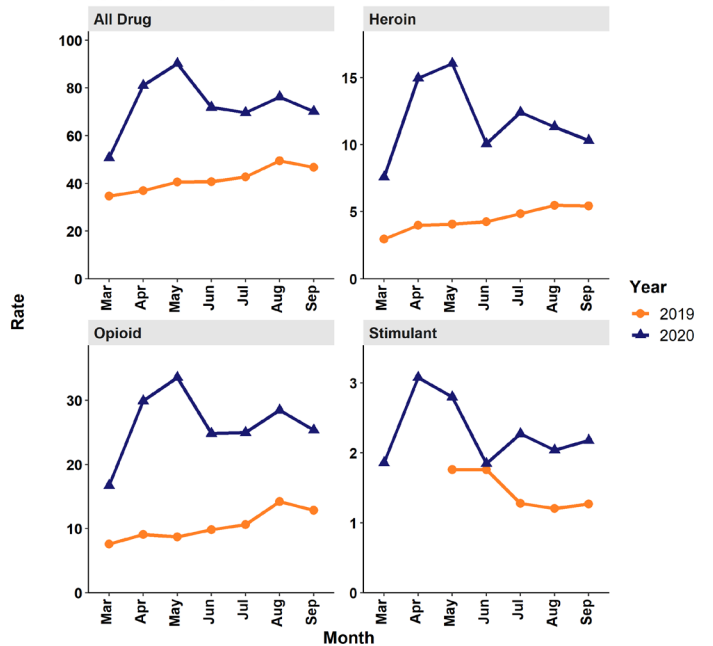 All Drug
Heroin
100
80
60
40
20
0
Mar Apr May Jun Jul Aug Sep
15
10
5
0
Mar Apr May Jun Jul Aug Sep
Rate
Year
2019
2020
Opioid
Stimulant
30
20
10
0
Mar Apr May Jun Jul Aug Sep
3
2
1
0
Mar Apr May Jun Jul Aug Sep
Month